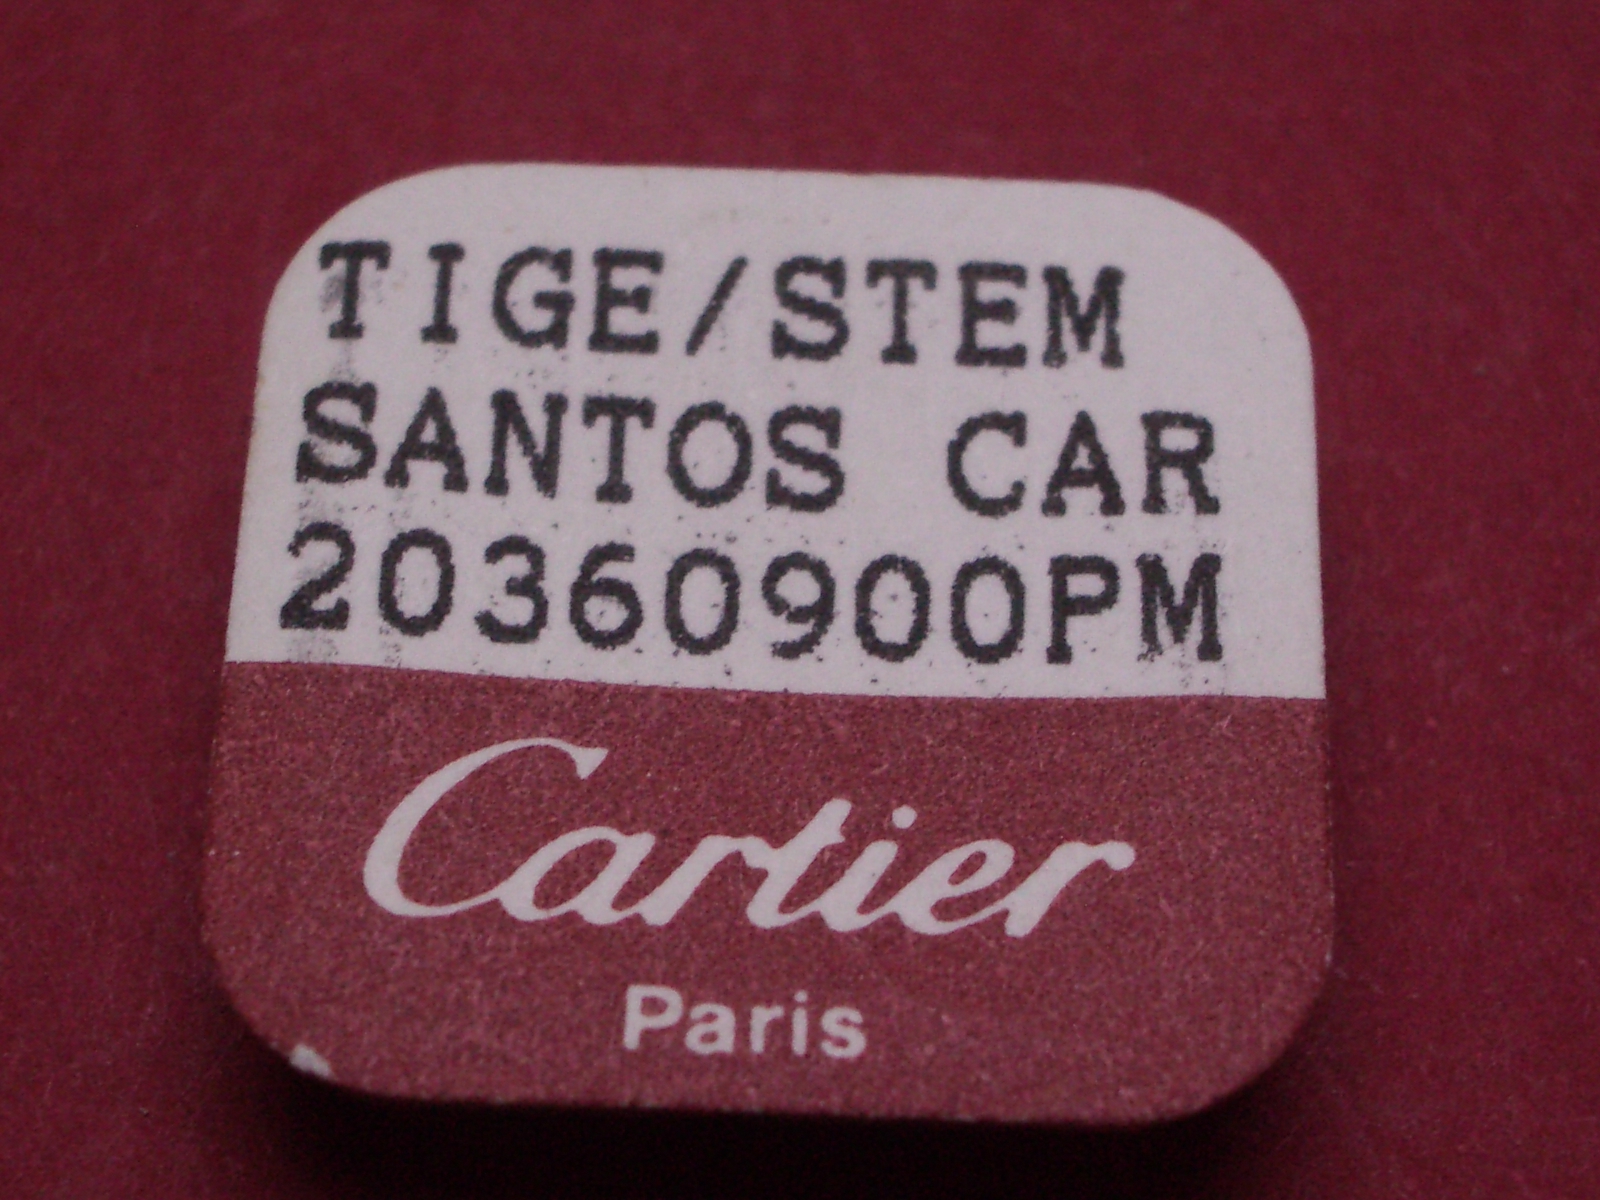 TIGE/STEM
SANTOS CAR
20360900PM
Cartier
Paris